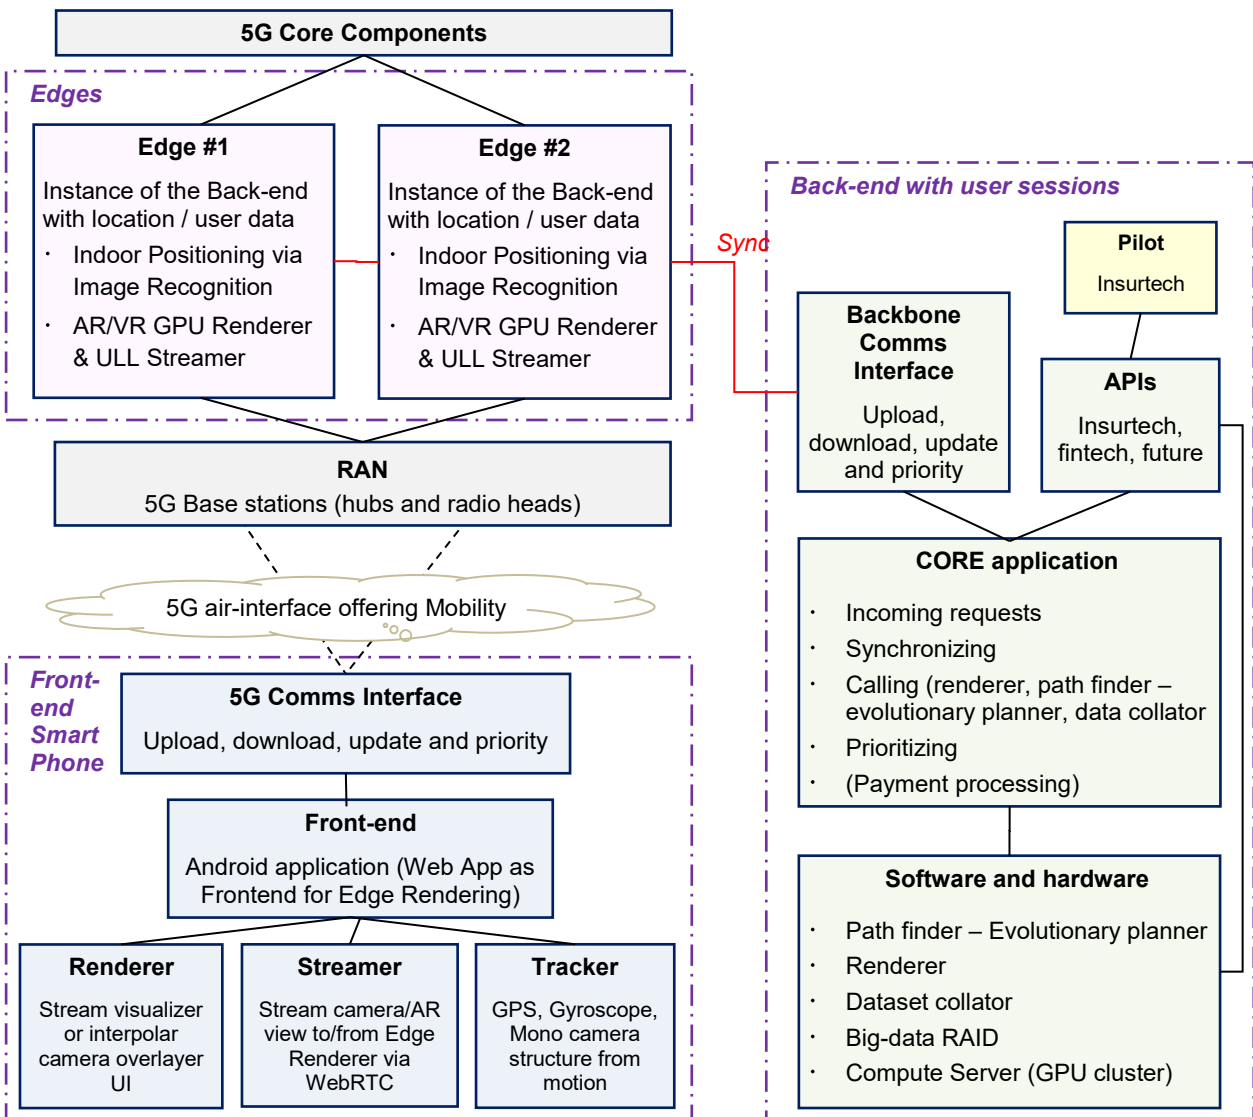 5G Core Components
Edges
Edge #1
Instance of the Back-end
with location / user data
· Indoor Positioning via
Image Recognition
· AR/VR GPU Renderer
& ULL Streamer
Edge #2
Instance of the Back-end
with location / user data
· Indoor Positioning via
Image Recognition
· AR/VR GPU Renderer
& ULL Streamer
Sync
RAN
5G Base stations (hubs and radio heads)
5G air-interface offering Mobility
Front-
end
Smart
Phone
5G Comms Interface
Upload, download, update and priority
Front-end
Android application (Web App as
Frontend for Edge Rendering)
Renderer
Stream visualizer
or interpolar
camera overlayer
UI
Streamer
Stream camera/AR
view to/from Edge
Renderer via
WebRTC
Tracker
GPS, Gyroscope,
Mono camera
structure from
motion
Back-end with user sessions
Pilot
Insurtech
Backbone
Comms
Interface
Upload,
download, update
and priority
APIs
Insurtech,
fintech, future
CORE application
· Incoming requests
· Synchronizing
· Calling (renderer, path finder –
evolutionary planner, data collator
· Prioritizing
· (Payment processing)
Software and hardware
· Path finder – Evolutionary planner
· Renderer
· Dataset collator
· Big-data RAID
· Compute Server (GPU cluster)